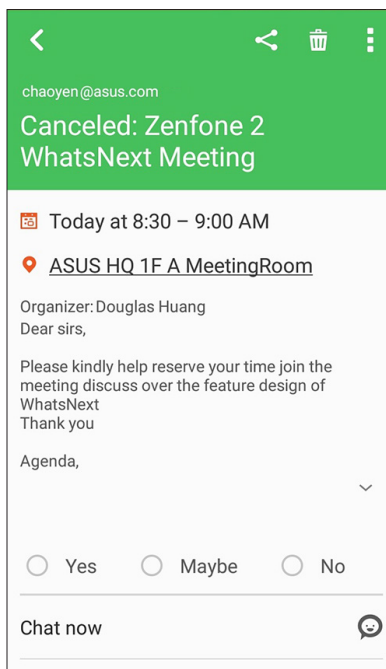 chaoyen@asus.com
Canceled: Zenfone 2
WhatsNext Meeting
Today at 8:30 – 9:00 AM
ASUS HQ 1F A MeetingRoom
Organizer:Douglas Huang
Dear sirs,
Please kindly help reserve your time join the
meeting discuss over the feature design of
WhatsNext
Thank you
Agenda,
Yes Maybe No
Chat now